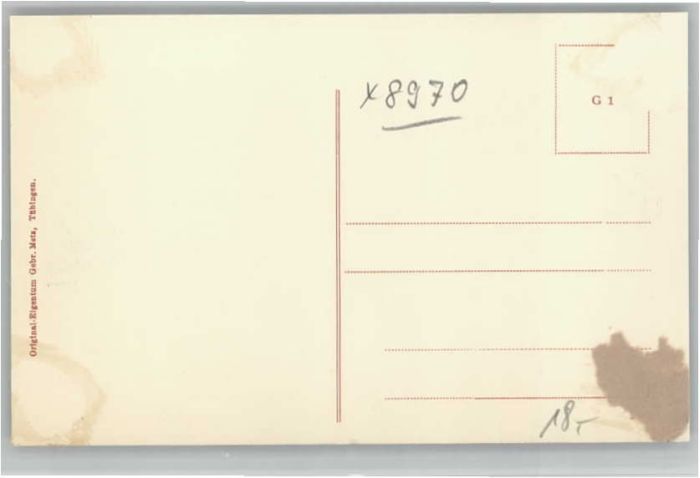 x8970
G 1
Original-Eigentum Gebr. Metz, Tübingen.
18,-